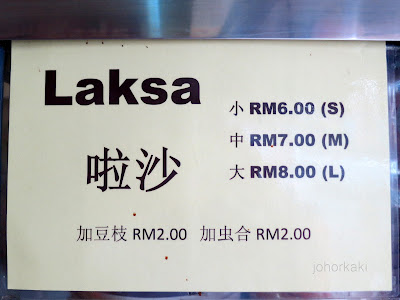 Laksa
小 RM6.00 (S)
中 RM7.00 (M)
大 RM8.00 (L)
啦沙
加豆枝 RM2.00 加虫合 RM2.00
johorkaki